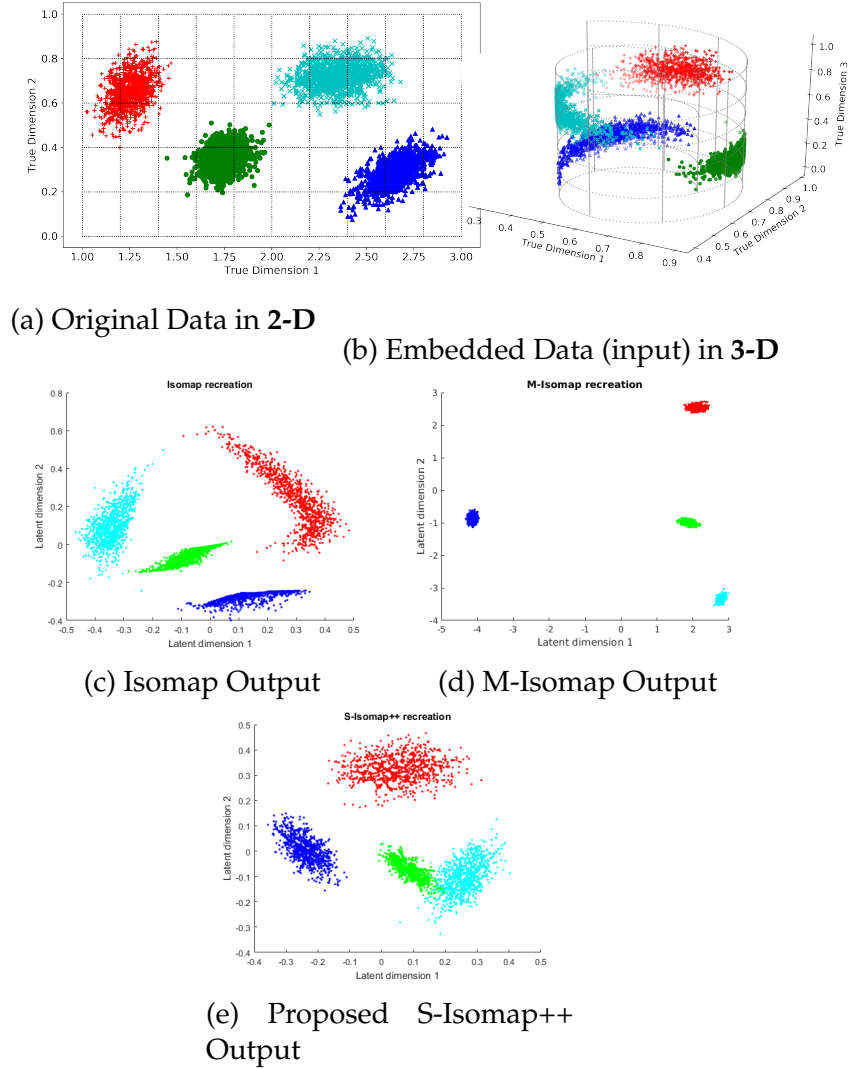 1.0
0.8
0.6
0.4
0.2
0.0
True Dimension 2
1.00 1.25 1.50 1.75 2.00 2.25 2.50 2.75 3.00
True Dimension 1
1.0
0.8
0.6
0.4
0.2
0.0
True Dimension 3
0.3 0.4 0.5 0.6 0.7 0.8 0.9
True Dimension 1
0.4 0.5 0.6 0.7 0.8 0.9 1.0
True Dimension 2
(a) Original Data in 2-D
(b) Embedded Data (input) in 3-D
Isomap recreation
0.8
0.6
0.4
0.2
0
-0.2
-0.4
Latent dimension 2
-0.5 -0.4 -0.3 -0.2 -0.1 0 0.1 0.2 0.3 0.4 0.5
Latent dimension 1
M-Isomap recreation
3
2
1
0
-1
-2
-3
-4
Latent dimension 2
-5 -4 -3 -2 -1 0 1 2 3
Latent dimension 1
(c) Isomap Output
(d) M-Isomap Output
S-Isomap++ recreation
0.5
0.4
0.3
0.2
0.1
0
-0.1
-0.2
-0.3
-0.4
Latent dimension 2
-0.4 -0.3 -0.2 -0.1 0 0.1 0.2 0.3 0.4 0.5
Latent dimension 1
(e) Proposed S-Isomap++
Output